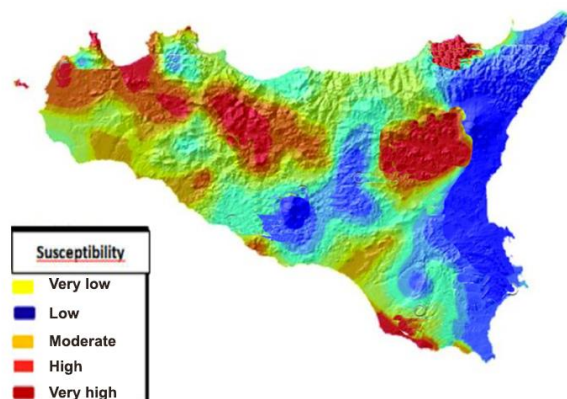 Susceptibility
Very low
Low
Moderate
High
Very high